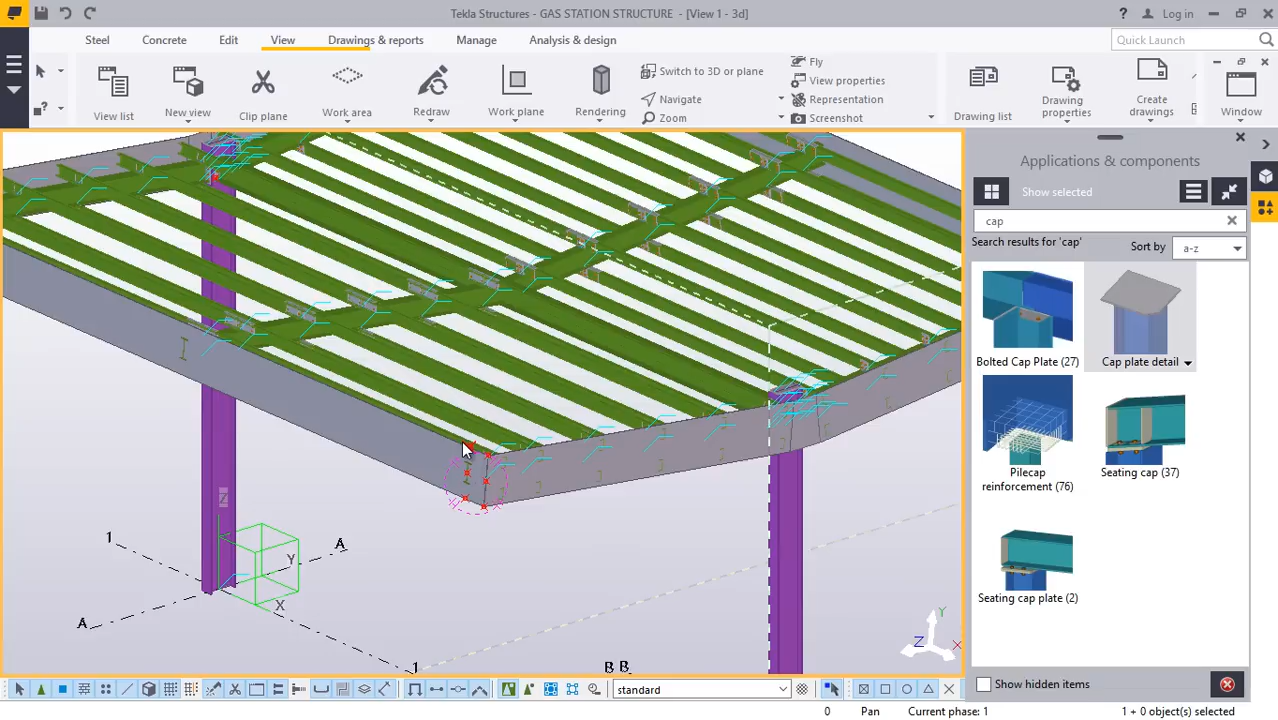 Tekla Structures - GAS STATION STRUCTURE - [View 1 - 3d]
? Log in
Steel Concrete Edit View Drawings & reports Manage Analysis & design
Quick Launch
View list
New view
Clip plane
Work area
Redraw
Work plane
Rendering
Switch to 3D or plane
Navigate
Zoom
Fly
View properties
Representation
Screenshot
Drawing list
Drawing
properties
Create
drawings
Window
Applications & components
Show selected
cap
Search results for 'cap'
Sort by
a-z
Bolted Cap Plate (27)
Cap plate detail
Pilecap
reinforcement (76)
Seating cap (37)
Seating cap plate (2)
Show hidden items
Z
Y
X
1
A
A
1
B B
Y
Z
X
standard
0 Pan Current phase: 1 1 + 0 object(s) selected